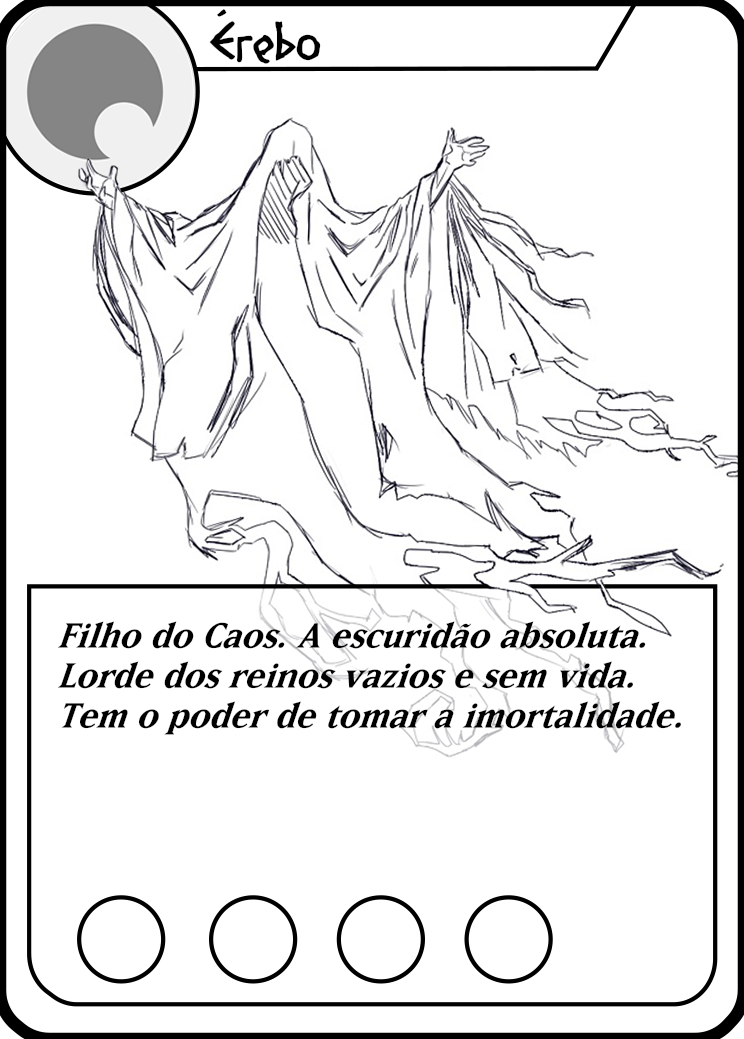 Érebo
Filho do Caos. A escuridão absoluta.
Lorde dos reinos vazios e sem vida.
Tem o poder de tomar a imortalidade.